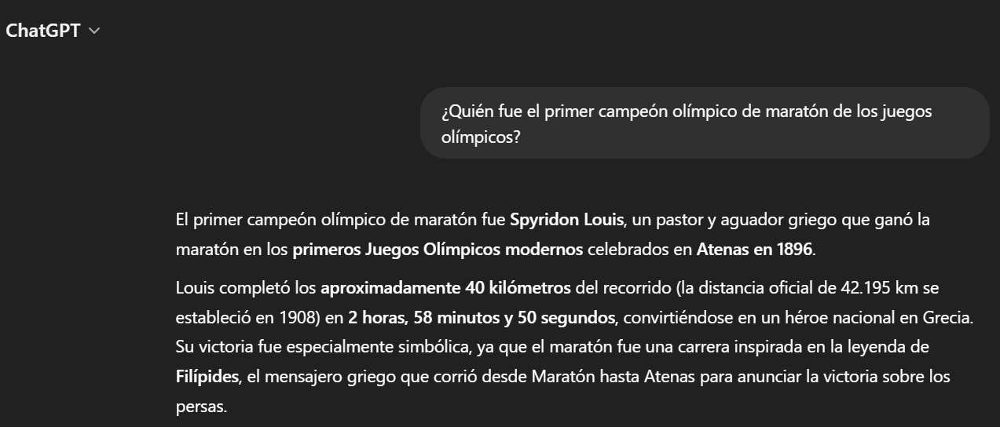 ChatGPT
¿Quién fue el primer campeón olímpico de maratón de los juegos
olímpicos?
El primer campeón olímpico de maratón fue Spyridon Louis, un pastor y aguador griego que ganó la
maratón en los primeros Juegos Olímpicos modernos celebrados en Atenas en 1896.
Louis completó los aproximadamente 40 kilómetros del recorrido (la distancia oficial de 42.195 km se
estableció en 1908) en 2 horas, 58 minutos y 50 segundos, convirtiéndose en un héroe nacional en Grecia.
Su victoria fue especialmente simbólica, ya que el maratón fue una carrera inspirada en la leyenda de
Filípides, el mensajero griego que corrió desde Maratón hasta Atenas para anunciar la victoria sobre los
persas.